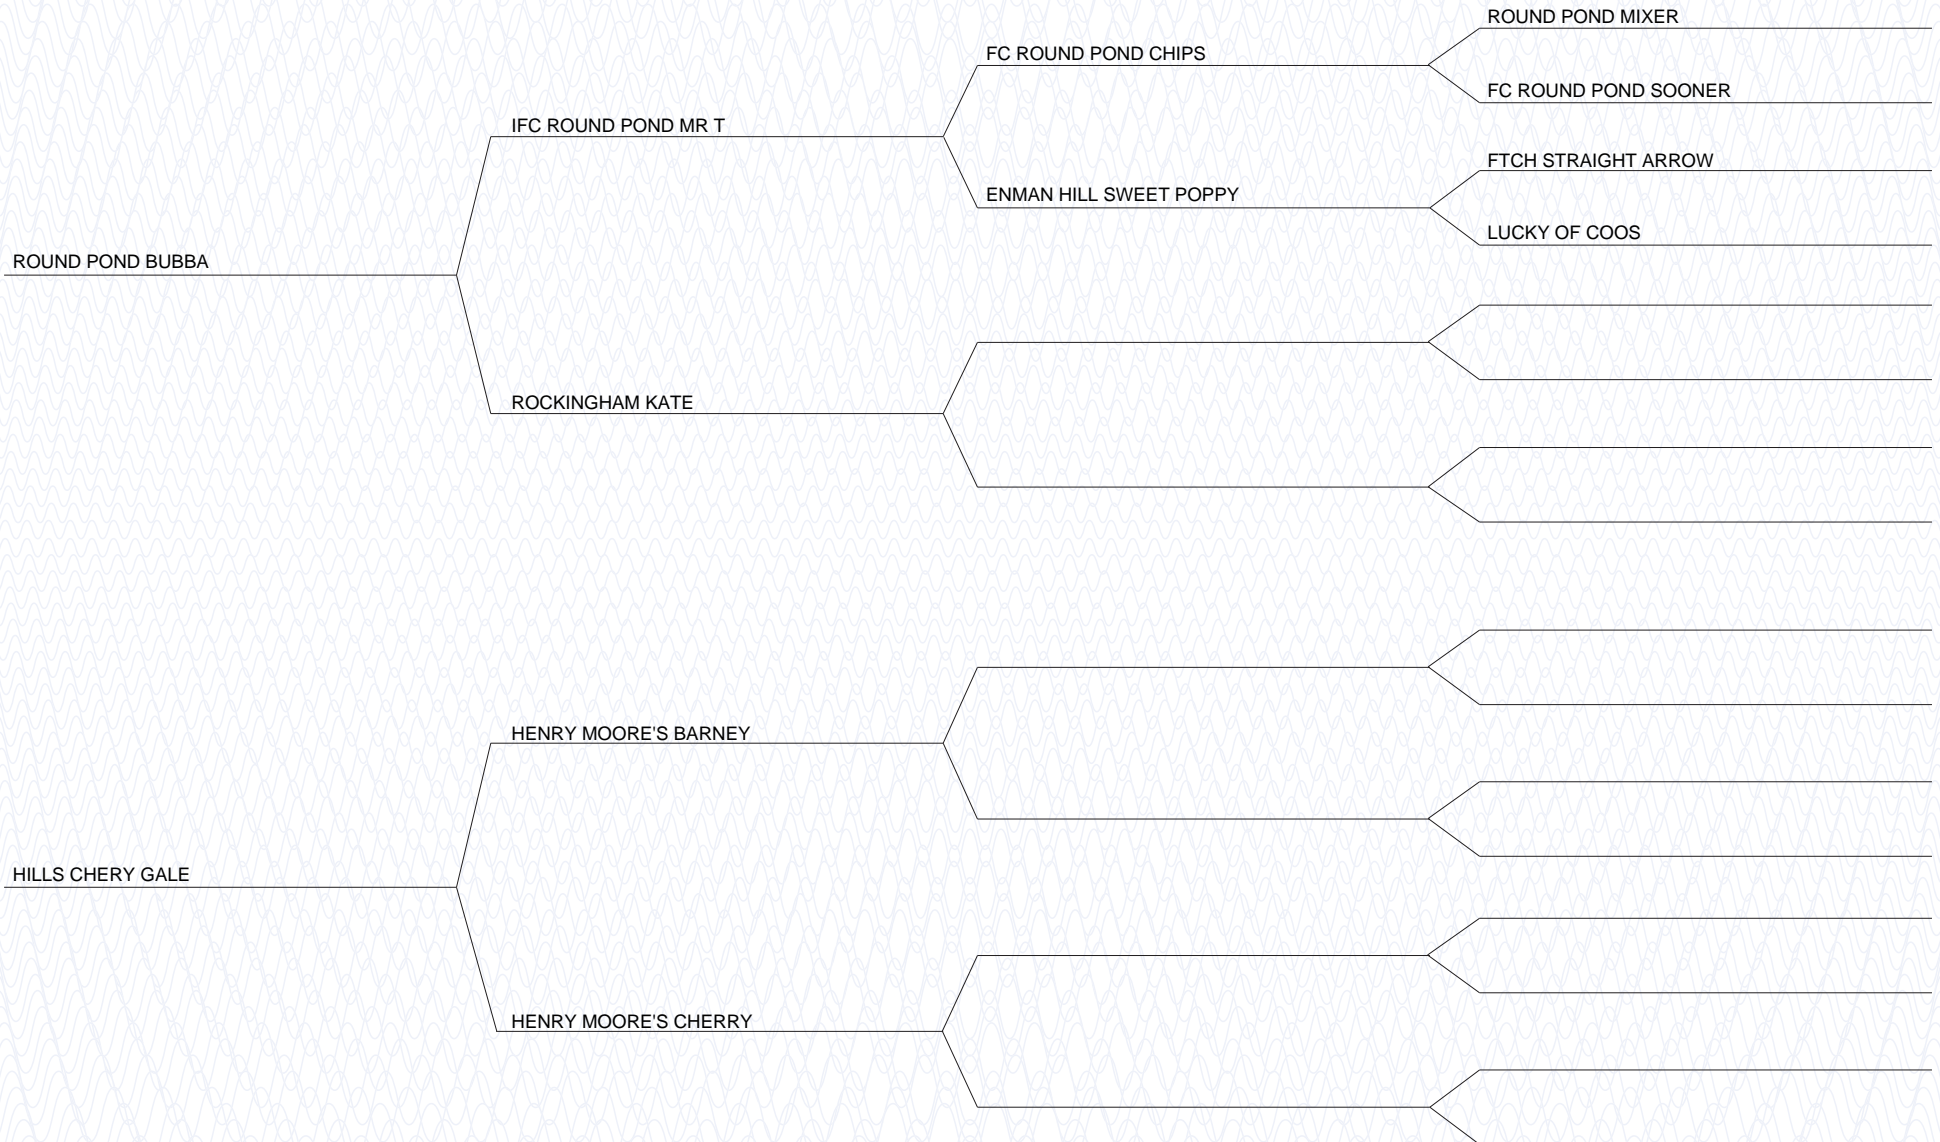 ROUND POND MIXER
FC ROUND POND CHIPS
FC ROUND POND SOONER
IFC ROUND POND MR T
FTCH STRAIGHT ARROW
ENMAN HILL SWEET POPPY
LUCKY OF COOS
ROUND POND BUBBA
ROCKINGHAM KATE
HENRY MOORE'S BARNEY
HILLS CHERY GALE
HENRY MOORE'S CHERRY